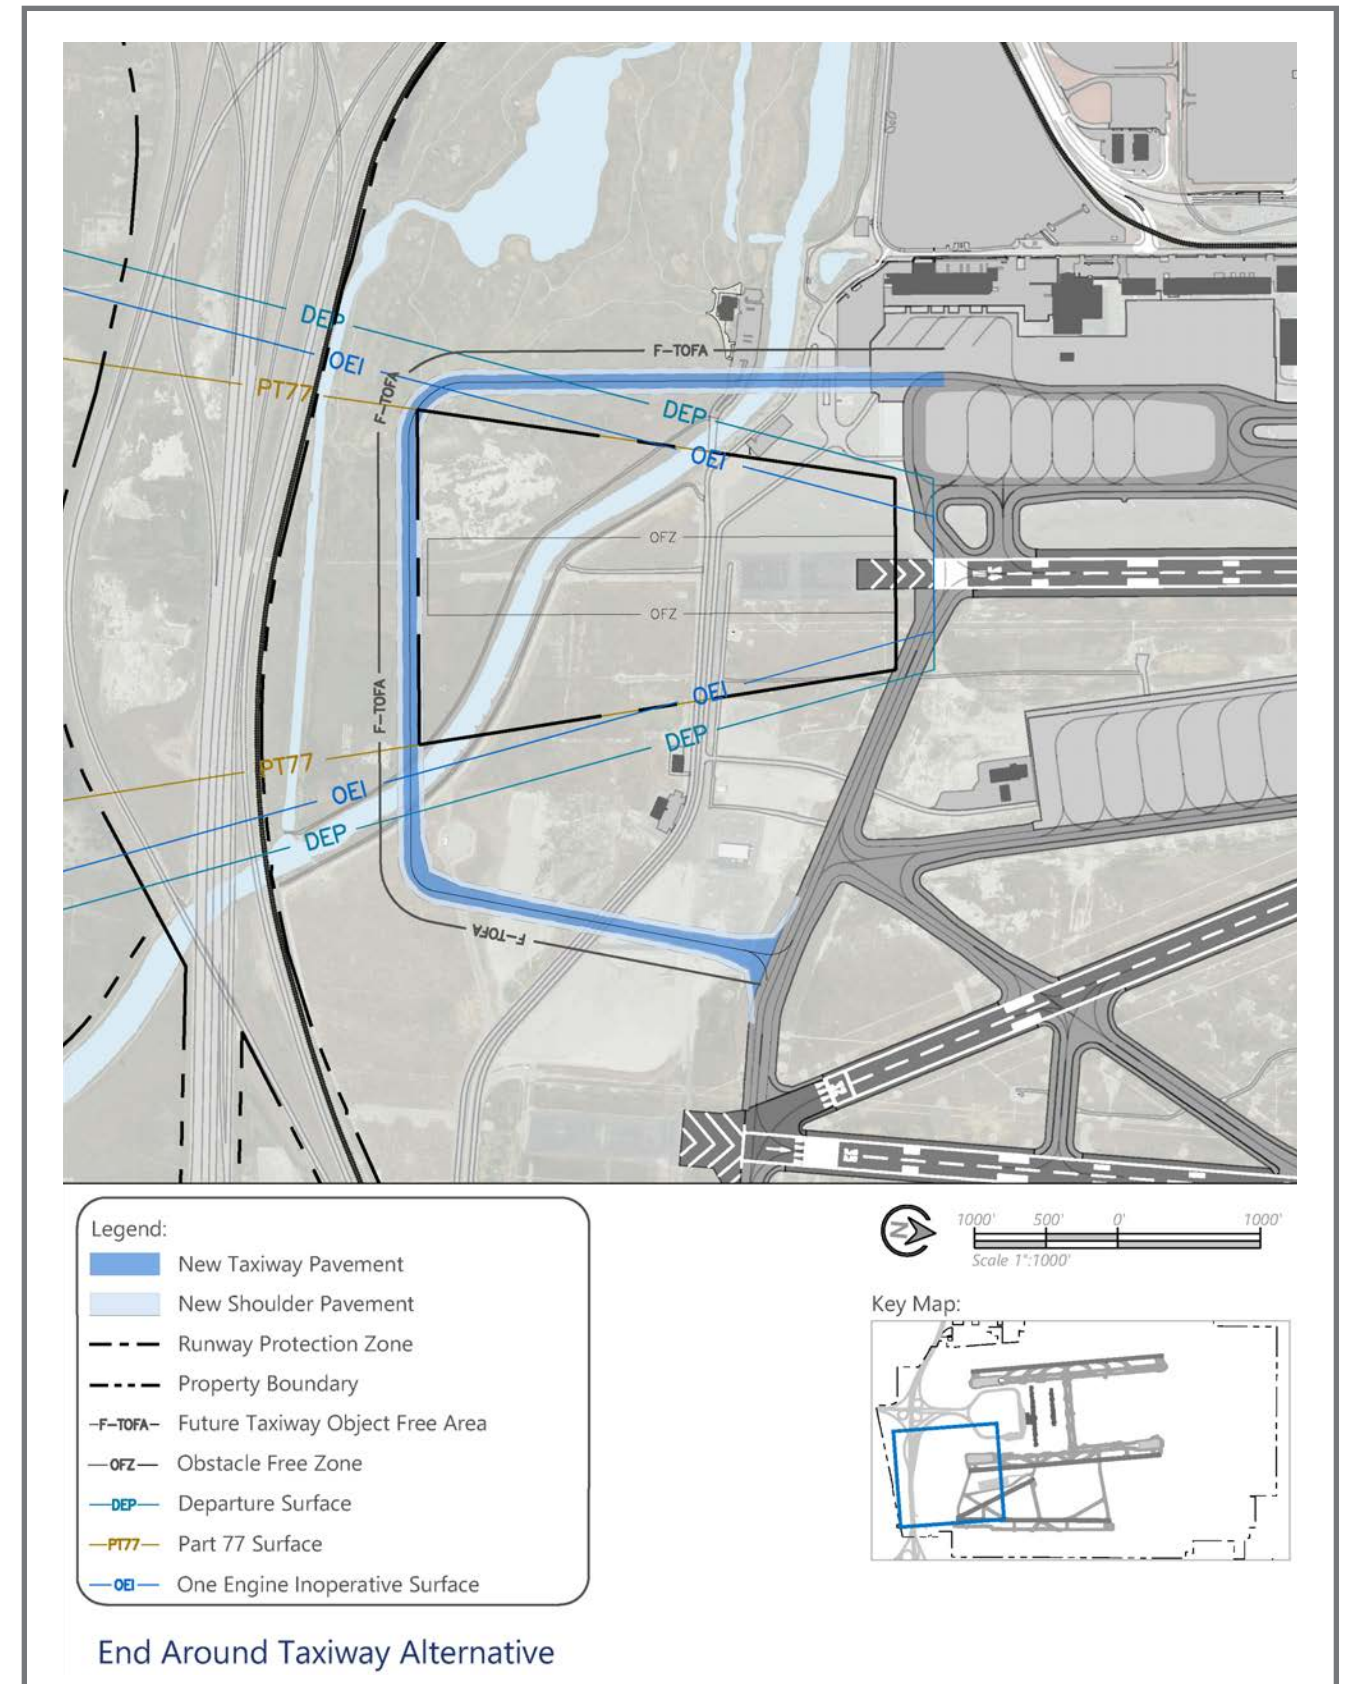 DEP
OEI
F-TOFA
PT77
F-TOFA
DEP
OEI
OFZ
OFZ
F-TOFA
OEI
DEP
PT77
OEI
DEP
F-TOFA
Legend:
New Taxiway Pavement
New Shoulder Pavement
Runway Protection Zone
Property Boundary
F-TOFA Future Taxiway Object Free Area
OFZ Obstacle Free Zone
DEP Departure Surface
PT77 Part 77 Surface
OEI One Engine Inoperative Surface
N
1000' 500' 0' 1000'
Scale 1":1000'
Key Map:
End Around Taxiway Alternative